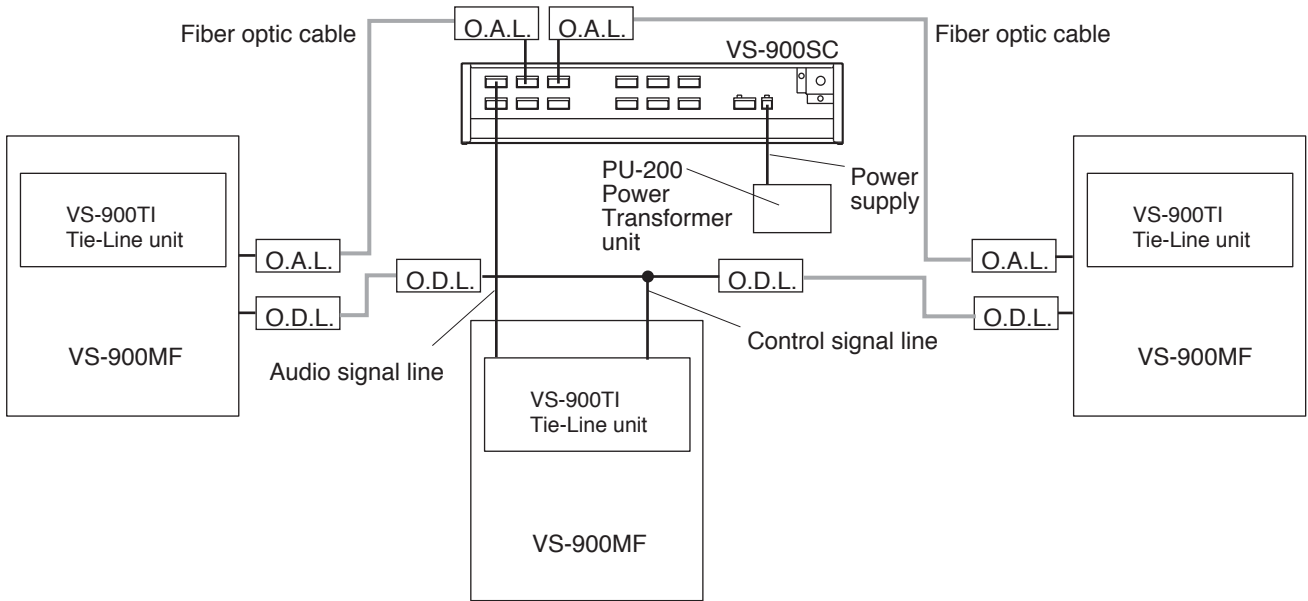 Fiber optic cable
O.A.L.
O.A.L.
Fiber optic cable
VS-900SC
PU-200
Power
Transformer
unit
Power
supply
VS-900TI
Tie-Line unit
O.A.L.
O.D.L.
VS-900MF
O.D.L.
O.D.L.
Audio signal line
Control signal line
VS-900TI
Tie-Line unit
VS-900MF
VS-900TI
Tie-Line unit
O.A.L.
O.D.L.
VS-900MF